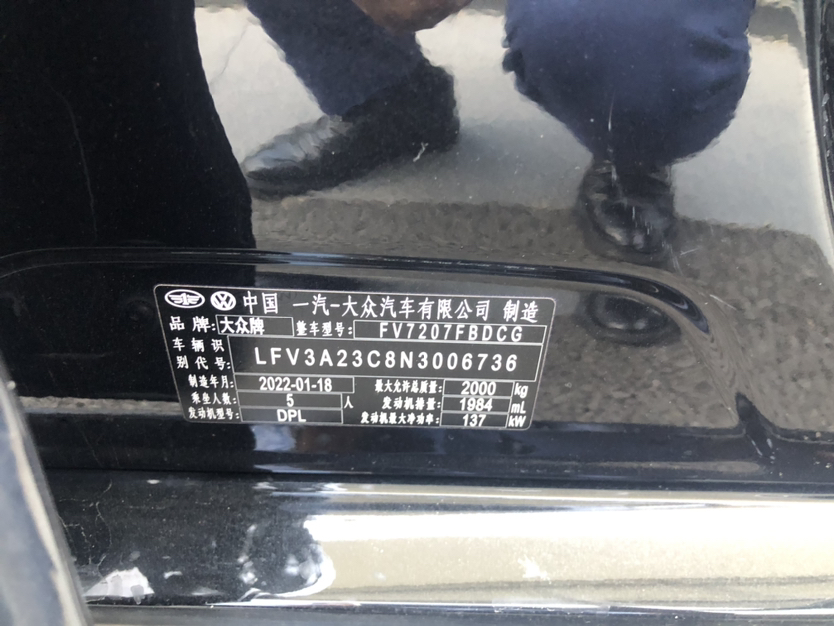 中国 一汽-大众汽车有限公司 制造
品牌: 大众牌 整车型号: FV7207FBDCG
车辆识别代号: LFV3A23C8N3006736
制造年月: 2022-01-18 最大允许总质量: 2000 kg
乘坐人数: 5 人 发动机排量: 1984 mL
发动机型号: DPL 发动机最大净功率: 137 kW